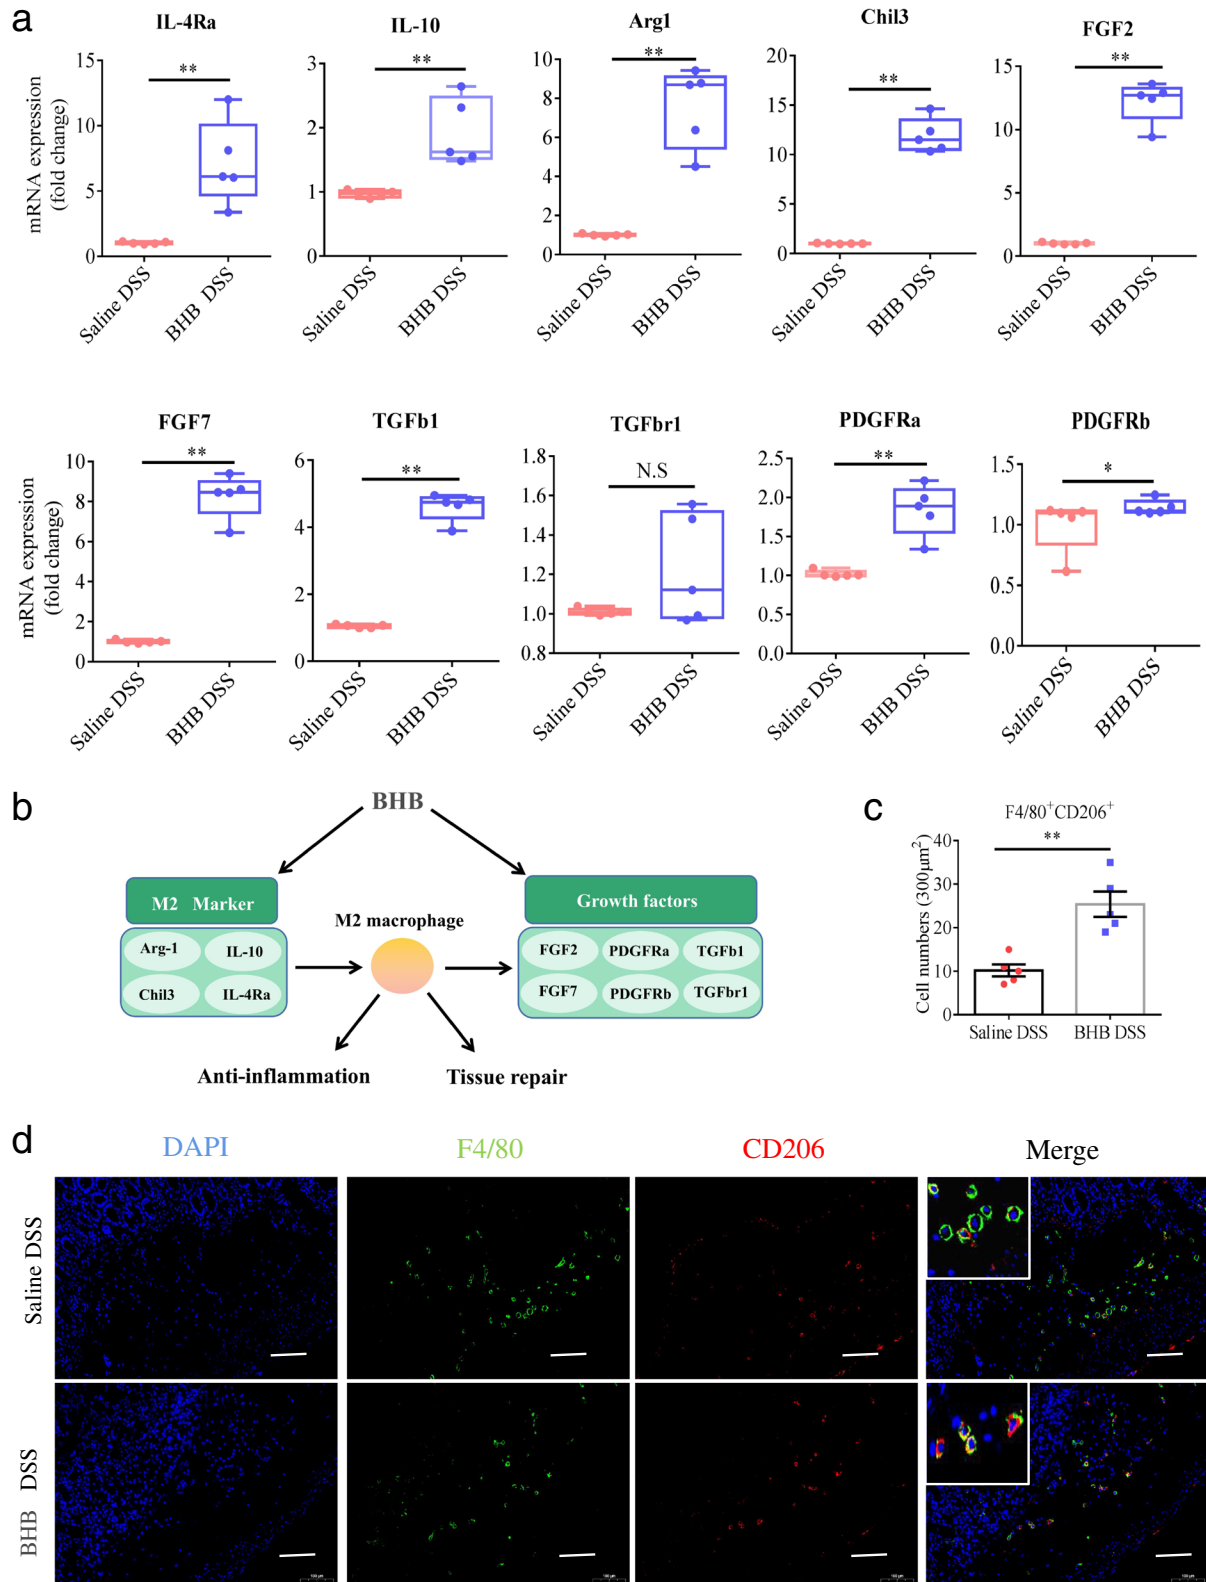 a
IL-4Ra
IL-10
Arg1
Chil3
FGF2
mRNA expression
(fold change)
15
10
5
0
**
Saline DSS
BHB DSS
3
2
1
0
**
Saline DSS
BHB DSS
10
8
6
4
2
0
**
Saline DSS
BHB DSS
20
15
10
5
0
**
Saline DSS
BHB DSS
15
10
5
0
**
Saline DSS
BHB DSS
FGF7
TGFb1
TGFbr1
PDGFRa
PDGFRb
mRNA expression
(fold change)
10
8
6
4
2
0
**
Saline DSS
BHB DSS
6
4
2
0
**
Saline DSS
BHB DSS
1.8
1.6
1.4
1.2
1.0
0.8
N.S
Saline DSS
BHB DSS
2.5
2.0
1.5
1.0
0.5
0.0
**
Saline DSS
BHB DSS
1.5
1.0
0.5
0.0
*
Saline DSS
BHB DSS
b
BHB
M2 Marker
Arg-1
IL-10
Chil3
IL-4Ra
M2 macrophage
Growth factors
FGF2
PDGFRa
TGFb1
FGF7
PDGFRb
TGFbr1
Anti-inflammation
Tissue repair
c
F4/80⁺CD206⁺
**
Cell numbers (300μm²)
40
30
20
10
0
Saline DSS
BHB DSS
d
DAPI
F4/80
CD206
Merge
Saline DSS
BHB DSS